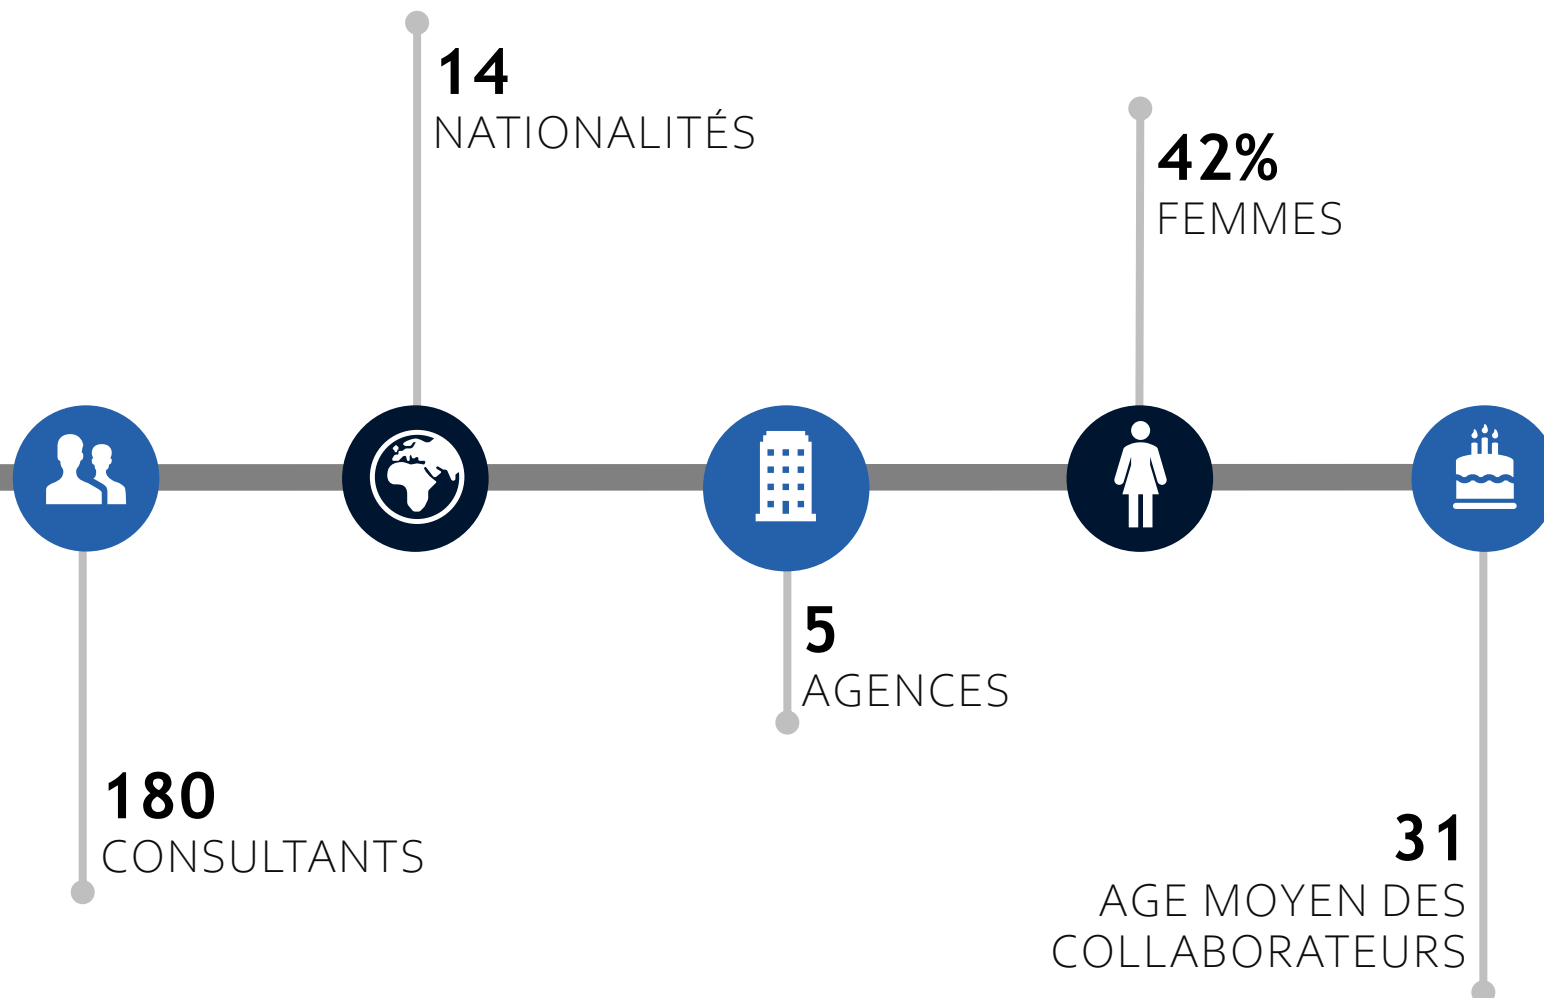 14
NATIONALITÉS
42%
FEMMES
5
AGENCES
180
CONSULTANTS
31
AGE MOYEN DES
COLLABORATEURS